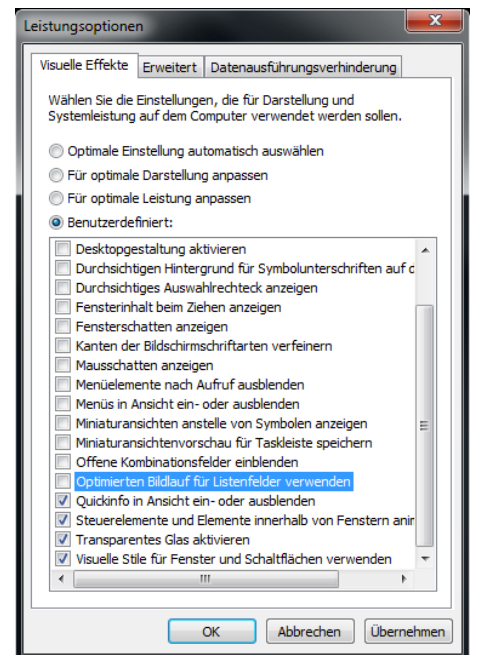 Leistungsoptionen
Visuelle Effekte Erweitert Datenausführungsverhinderung
Wählen Sie die Einstellungen, die für Darstellung und
Systemleistung auf dem Computer verwendet werden sollen.
Optimale Einstellung automatisch auswählen
Für optimale Darstellung anpassen
Für optimale Leistung anpassen
Benutzerdefiniert:
Desktopgestaltung aktivieren
Durchsichtigen Hintergrund für Symbolunterschriften auf d
Durchsichtiges Auswahlrechteck anzeigen
Fensterinhalt beim Ziehen anzeigen
Fensterschatten anzeigen
Kanten der Bildschirmschriftarten verfeinern
Mausschatten anzeigen
Menüelemente nach Aufruf ausblenden
Menüs in Ansicht ein- oder ausblenden
Miniaturansichten anstelle von Symbolen anzeigen
Miniaturansichtenvorschau für Taskleiste speichern
Offene Kombinationsfelder einblenden
Optimierten Bildlauf für Listenfelder verwenden
Quickinfo in Ansicht ein- oder ausblenden
Steuerelemente und Elemente innerhalb von Fenstern anir
Transparentes Glas aktivieren
Visuelle Stile für Fenster und Schaltflächen verwenden
OK Abbrechen Übernehmen